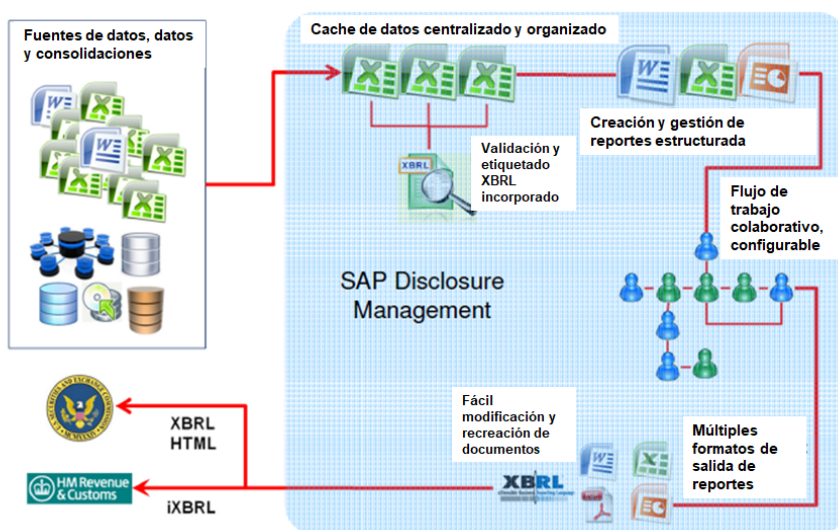 Fuentes de datos, datos
y consolidaciones
Cache de datos centralizado y organizado
XBRL
Validación y
etiquetado
XBRL
incorporado
Creación y gestión de
reportes estructurada
Flujo de
trabajo
colaborativo,
configurable
SAP Disclosure
Management
Fácil
modificación y
recreación de
documentos
Múltiples
formatos de
salida de
reportes
XBRL
XBRL
HTML
HM Revenue
& Customs
iXBRL